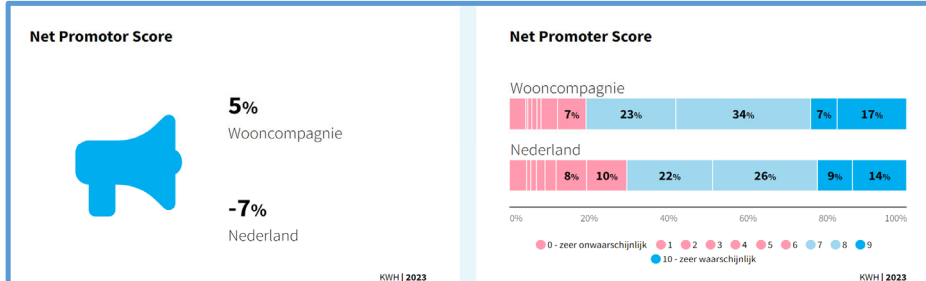 Net Promotor Score
5%
Wooncompagnie
-7%
Nederland
KWH | 2023
Net Promoter Score
Wooncompagnie
7% 23% 34% 7% 17%
Nederland
8% 10% 22% 26% 9% 14%
0% 20% 40% 60% 80% 100%
0 - zeer onwaarschijnlijk 1 2 3 4 5 6 7 8 9
10 - zeer waarschijnlijk
KWH | 2023